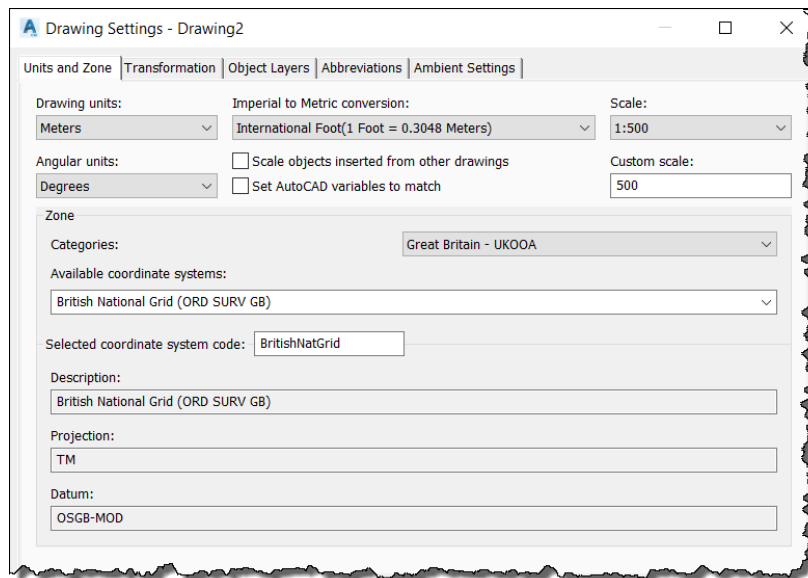 Drawing Settings - Drawing2
Units and Zone Transformation Object Layers Abbreviations Ambient Settings
Drawing units: Imperial to Metric conversion: Scale:
Meters International Foot(1 Foot = 0.3048 Meters) 1:500
Angular units: Scale objects inserted from other drawings Custom scale:
Degrees Set AutoCAD variables to match 500
Zone
Categories: Great Britain - UKOOA
Available coordinate systems:
British National Grid (ORD SURV GB)
Selected coordinate system code: BritishNatGrid
Description:
British National Grid (ORD SURV GB)
Projection:
TM
Datum:
OSGB-MOD